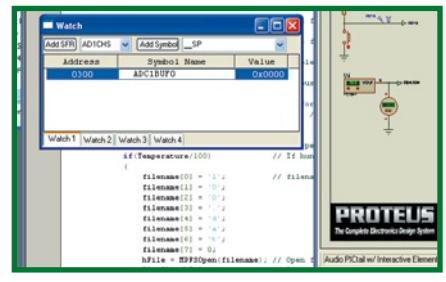 Watch
Add SFR AD1CHS Add Symbol __SP
Address Symbol Name Value
0300 ADC1BUF0 0x0000
Watch 1 Watch 2 Watch 3 Watch 4
if(Temperature/100) // If hun
{
filename[0] = '1'; // filena
filename[1] = '0';
filename[2] = '0';
filename[3] = '.';
filename[4] = 'd';
filename[5] = 'a';
filename[6] = 't';
filename[7] = 0;
hFile = MPFSOpen(filename); // Open f
PROTEUS
The Complete Electronics Design System
Audio PICtail w/ Interactive Element